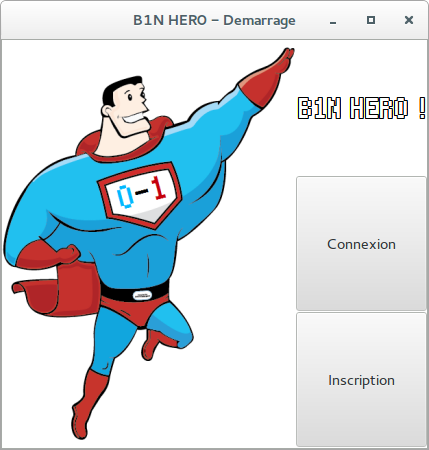 B1N HERO - Demarrage
B1N HERO !
0-1
Connexion
Inscription